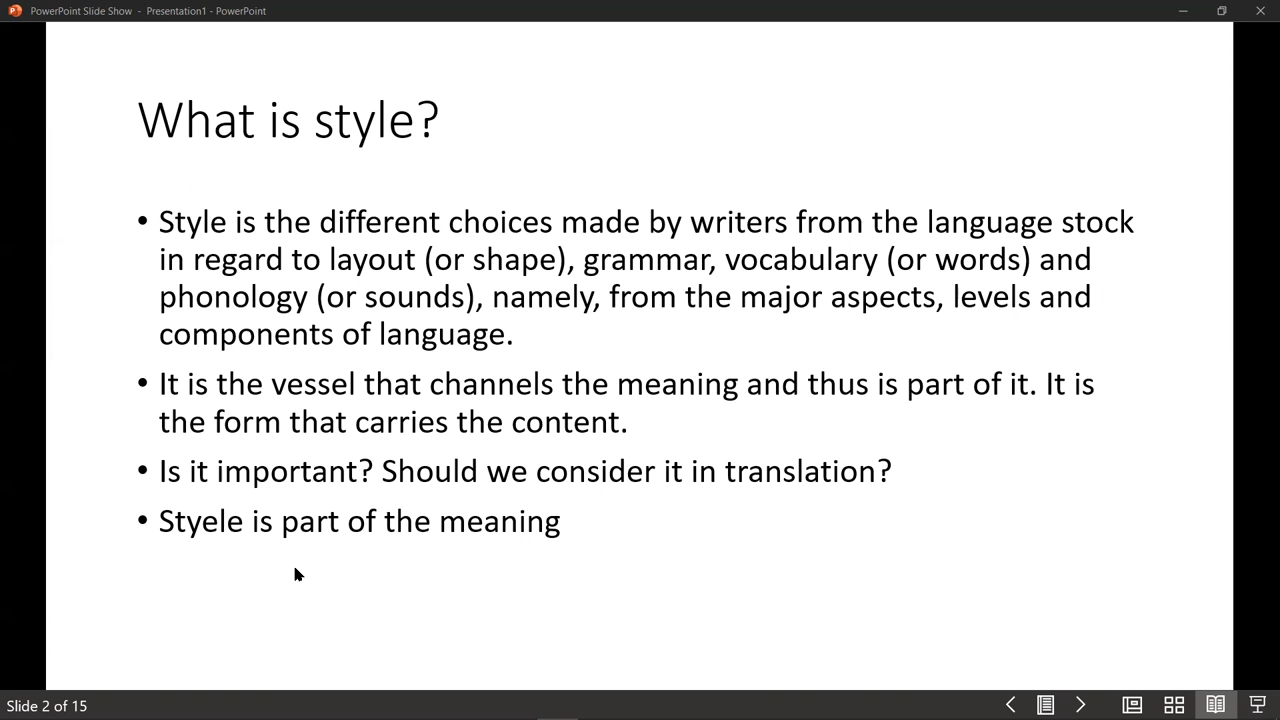 PowerPoint Slide Show - Presentation1 - PowerPoint
What is style?
• Style is the different choices made by writers from the language stock
in regard to layout (or shape), grammar, vocabulary (or words) and
phonology (or sounds), namely, from the major aspects, levels and
components of language.
• It is the vessel that channels the meaning and thus is part of it. It is
the form that carries the content.
• Is it important? Should we consider it in translation?
• Styele is part of the meaning
Slide 2 of 15